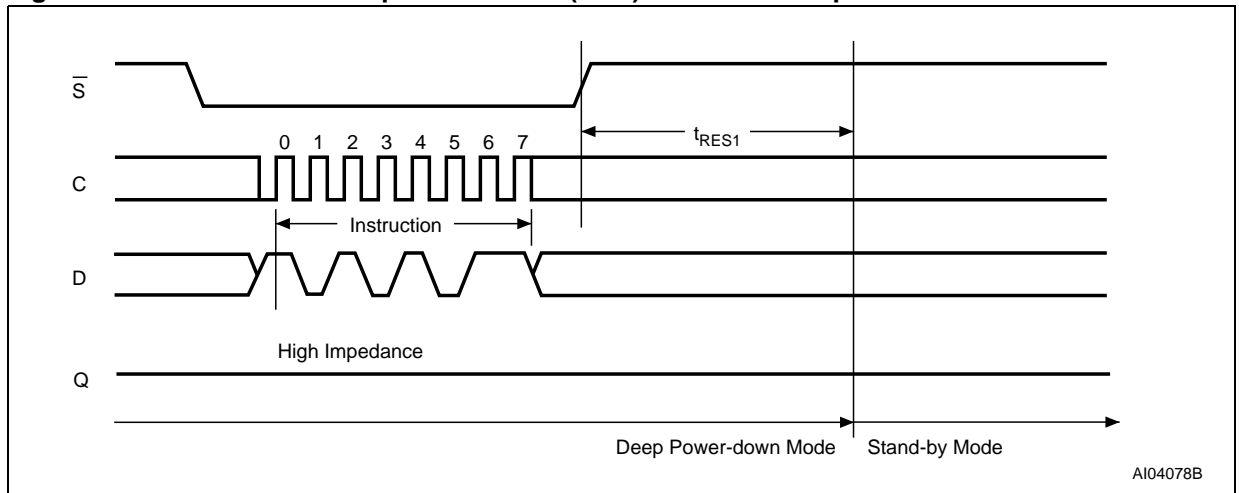 S̅
0 1 2 3 4 5 6 7
tRES1
C
Instruction
D
High Impedance
Q
Deep Power-down Mode Stand-by Mode
AI04078B